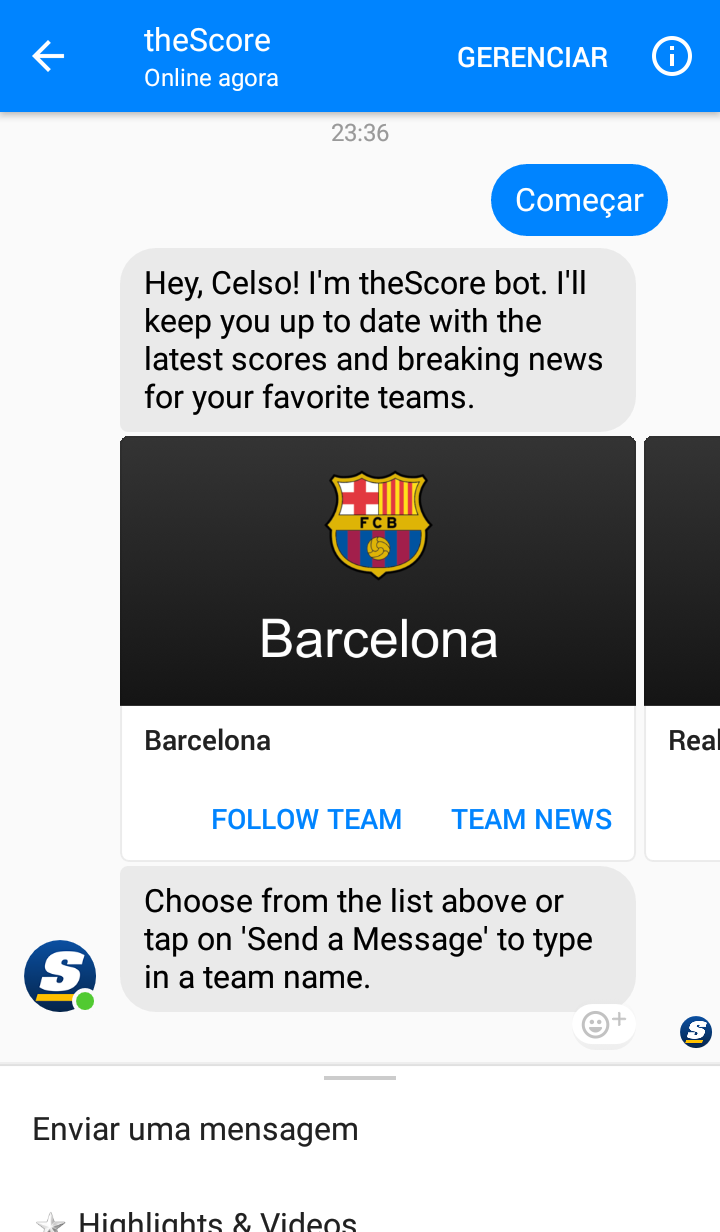 theScore
Online agora
GERENCIAR
23:36
Começar
Hey, Celso! I'm theScore bot. I'll
keep you up to date with the
latest scores and breaking news
for your favorite teams.
FCB
Barcelona
Barcelona
FOLLOW TEAM
TEAM NEWS
Real
Choose from the list above or
tap on 'Send a Message' to type
in a team name.
Enviar uma mensagem
Highlights & Videos